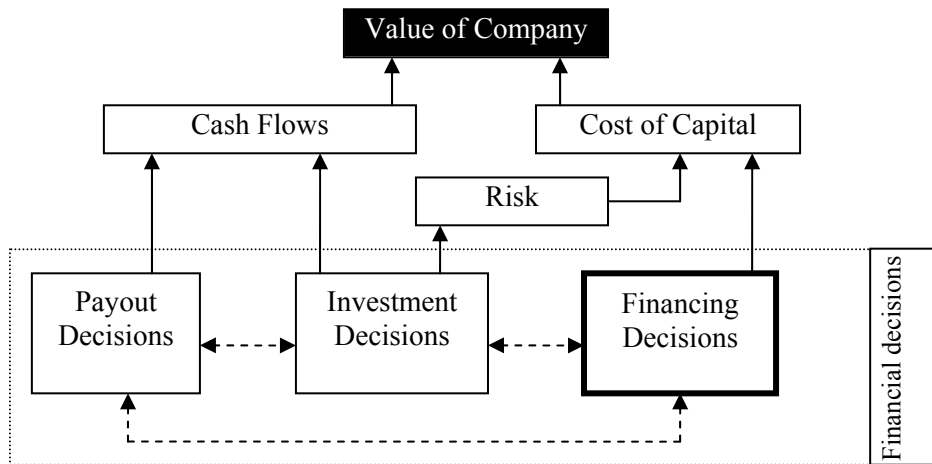 Value of Company
Cash Flows
Cost of Capital
Risk
Payout
Decisions
Investment
Decisions
Financing
Decisions
Financial decisions